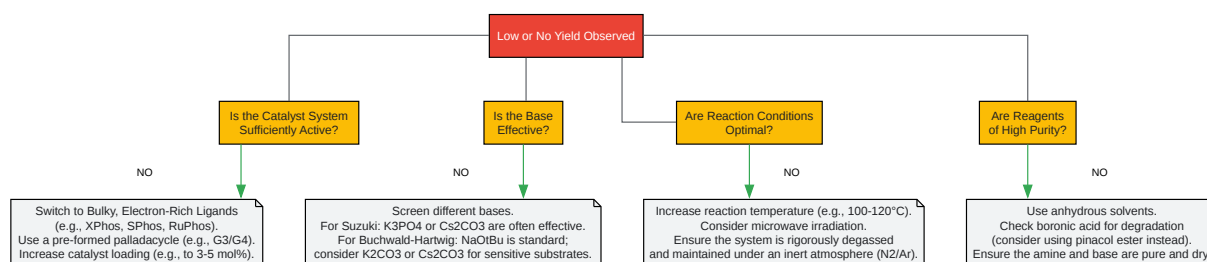 Low or No Yield Observed
Is the Catalyst System
Sufficiently Active?
Is the Base
Effective?
Are Reaction Conditions
Optimal?
Are Reagents
of High Purity?
NO
NO
NO
NO
Switch to Bulky, Electron-Rich Ligands
(e.g., XPhos, SPhos, RuPhos).
Use a pre-formed palladacycle (e.g., G3/G4).
Increase catalyst loading (e.g., to 3-5 mol%).
Screen different bases.
For Suzuki: K3PO4 or Cs2CO3 are often effective.
For Buchwald-Hartwig: NaOtBu is standard;
consider K2CO3 or Cs2CO3 for sensitive substrates.
Increase reaction temperature (e.g., 100-120°C).
Consider microwave irradiation.
Ensure the system is rigorously degassed
and maintained under an inert atmosphere (N2/Ar).
Use anhydrous solvents.
Check boronic acid for degradation
(consider using pinacol ester instead).
Ensure the amine and base are pure and dry.